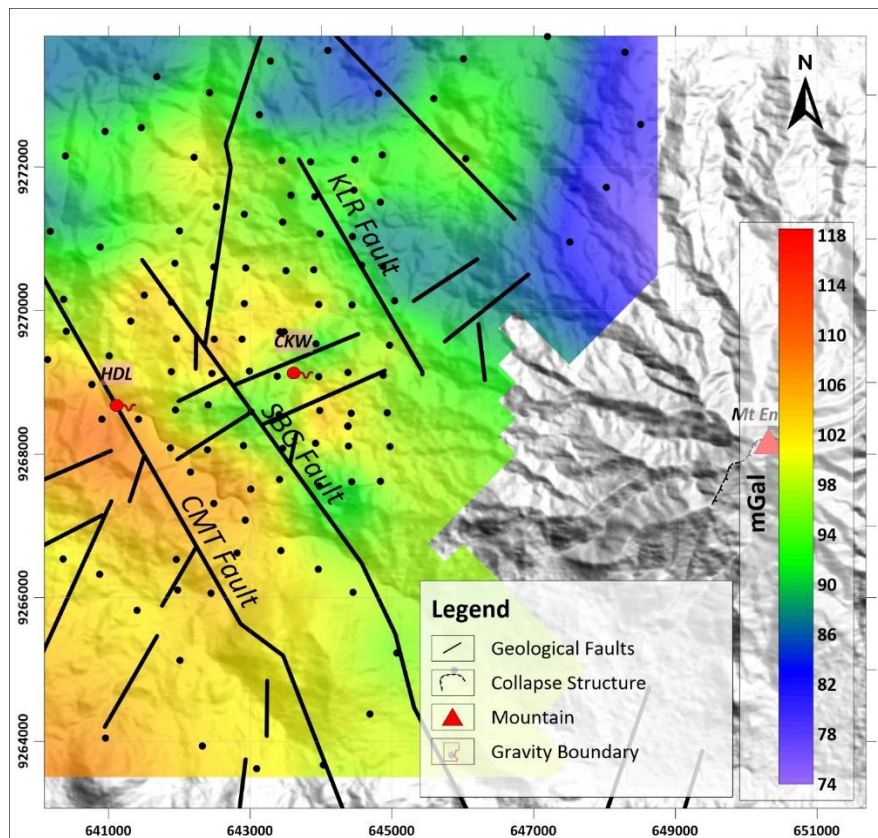 N
9272000
9270000
9268000
9266000
9264000
KLR Fault
CKW
HDL
SBG Fault
CMT Fault
Mt En
mGal
118
114
110
106
102
98
94
90
86
82
78
74
Legend
Geological Faults
Collapse Structure
Mountain
Gravity Boundary
641000
643000
645000
647000
649000
651000